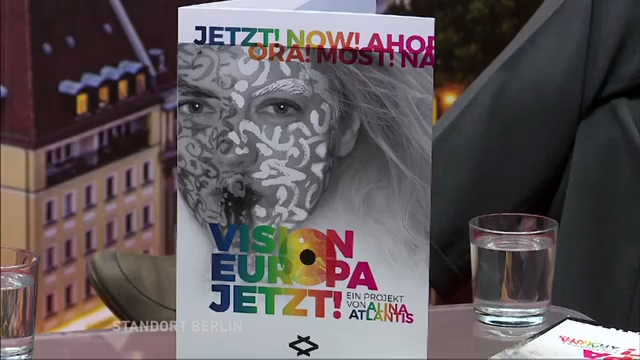 JETZT! NOW! AHOR
ORA! MOST! NA
VISION
EUROPA
JETZT!
EIN PROJEKT
VON ALINA
ATLANTIS
STANDORT BERLIN